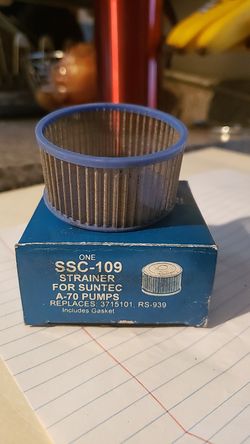 ONE
SSC-109
STRAINER
FOR SUNTEC
A-70 PUMPS
REPLACES: 3715101, RS-939
Includes Gasket